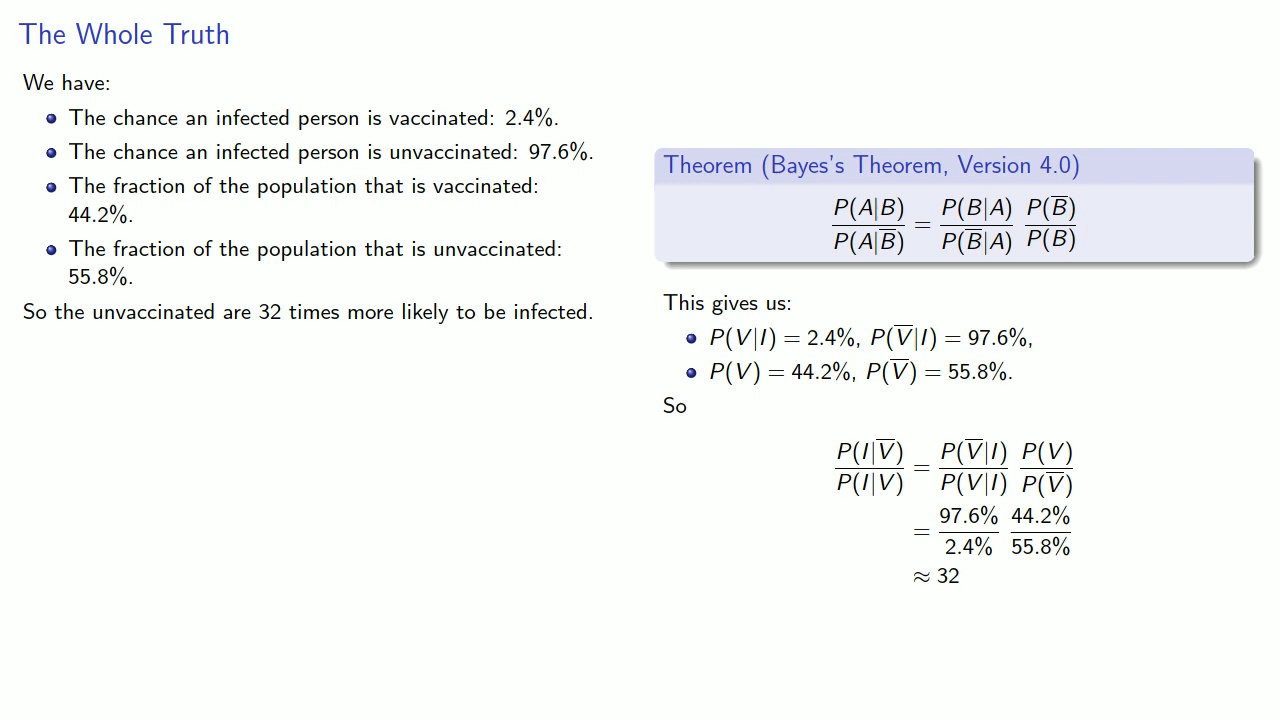 The Whole Truth
We have:
The chance an infected person is vaccinated: 2.4%.
The chance an infected person is unvaccinated: 97.6%.
The fraction of the population that is vaccinated:
44.2%.
The fraction of the population that is unvaccinated:
55.8%.
So the unvaccinated are 32 times more likely to be infected.
Theorem (Bayes's Theorem, Version 4.0)
P(A|B) / P(A|B̅) = P(B|A) / P(B̅|A) P(B̅) / P(B)
This gives us:
P(V|I) = 2.4%, P(V̅|I) = 97.6%,
P(V) = 44.2%, P(V̅) = 55.8%.
So
P(I|V̅) / P(I|V) = P(V̅|I) / P(V|I) P(V) / P(V̅)
= 97.6% / 2.4% 44.2% / 55.8%
≈ 32